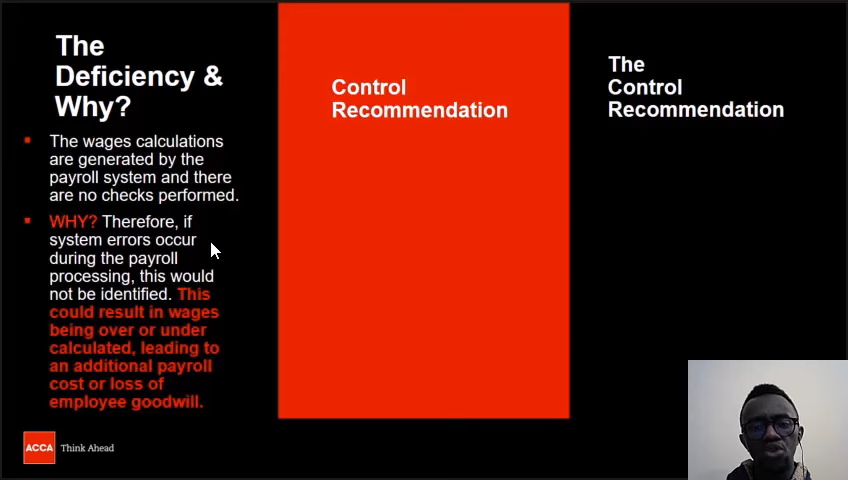 The
Deficiency &
Why?
The wages calculations
are generated by the
payroll system and there
are no checks performed.
WHY? Therefore, if
system errors occur
during the payroll
processing, this would
not be identified. This
could result in wages
being over or under
calculated, leading to
an additional payroll
cost or loss of
employee goodwill.
Control
Recommendation
The
Control
Recommendation
ACCA Think Ahead